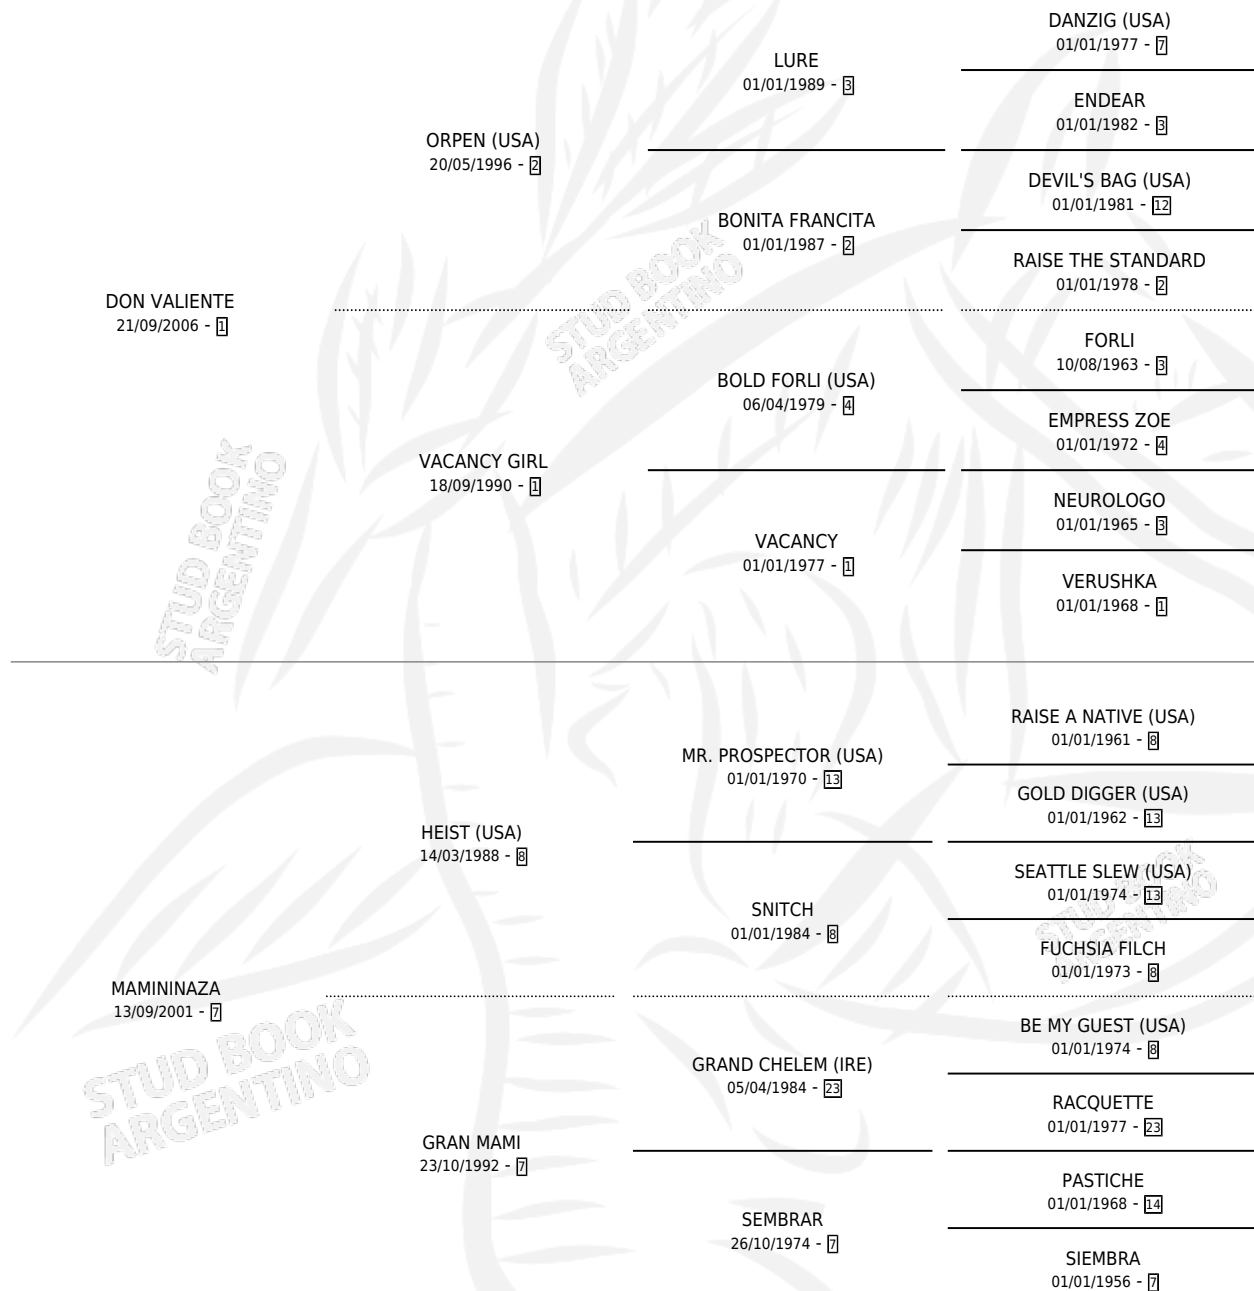 DANZIG (USA)
01/01/1977 - 7
LURE
01/01/1989 - 3
ENDEAR
01/01/1982 - 3
ORPEN (USA)
20/05/1996 - 2
DEVIL'S BAG (USA)
01/01/1981 - 12
BONITA FRANCITA
01/01/1987 - 2
RAISE THE STANDARD
01/01/1978 - 2
DON VALIENTE
21/09/2006 - 1
FORLI
10/08/1963 - 3
BOLD FORLI (USA)
06/04/1979 - 4
EMPRESS ZOE
01/01/1972 - 4
VACANCY GIRL
18/09/1990 - 1
NEUROLOGO
01/01/1965 - 3
VACANCY
01/01/1977 - 1
VERUSHKA
01/01/1968 - 1
STUD BOOK
ARGENTINO
STUD BOOK
ARGENTINO
RAISE A NATIVE (USA)
01/01/1961 - 8
MR. PROSPECTOR (USA)
01/01/1970 - 13
GOLD DIGGER (USA)
01/01/1962 - 13
HEIST (USA)
14/03/1988 - 8
SEATTLE SLEW (USA)
01/01/1974 - 13
SNITCH
01/01/1984 - 8
FUCHSIA FILCH
01/01/1973 - 8
STUD BOOK
ARGENTINO
MAMININAZA
13/09/2001 - 7
BE MY GUEST (USA)
01/01/1974 - 8
GRAND CHELEM (IRE)
05/04/1984 - 23
RACQUETTE
01/01/1977 - 23
GRAN MAMI
23/10/1992 - 7
PASTICHE
01/01/1968 - 14
SEMBRAR
26/10/1974 - 7
SIEMBRA
01/01/1956 - 7
STUD BOOK
ARGENTINO